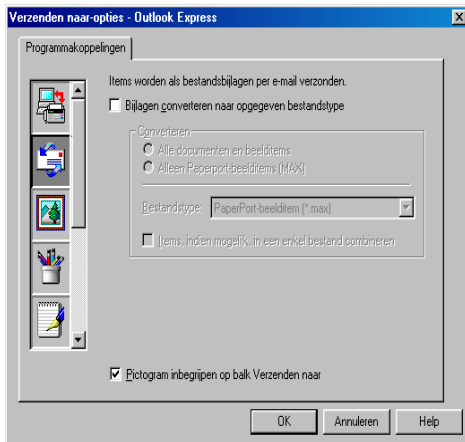 Verzenden naar-opties - Outlook Express
Programmakoppelingen
Items worden als bestandsbijlagen per e-mail verzonden.
Bijlagen converteren naar opgegeven bestandstype
Converteren
Alle documenten en beelditems
Alleen Paperport-beelditems (MAX)
Bestandstype: PaperPort-beelditem (*.max)
Items, indien mogelijk, in een enkel bestand combineren
Pictogram inbegrijpen op balk Verzenden naar
OK Annuleren Help